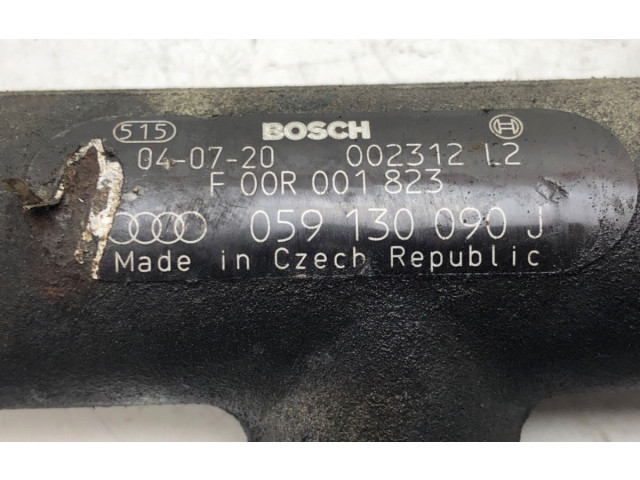 515 BOSCH
04-07-20 002312 L2
F 00R 001 823
059 130 090 J
Made in Czech Republic